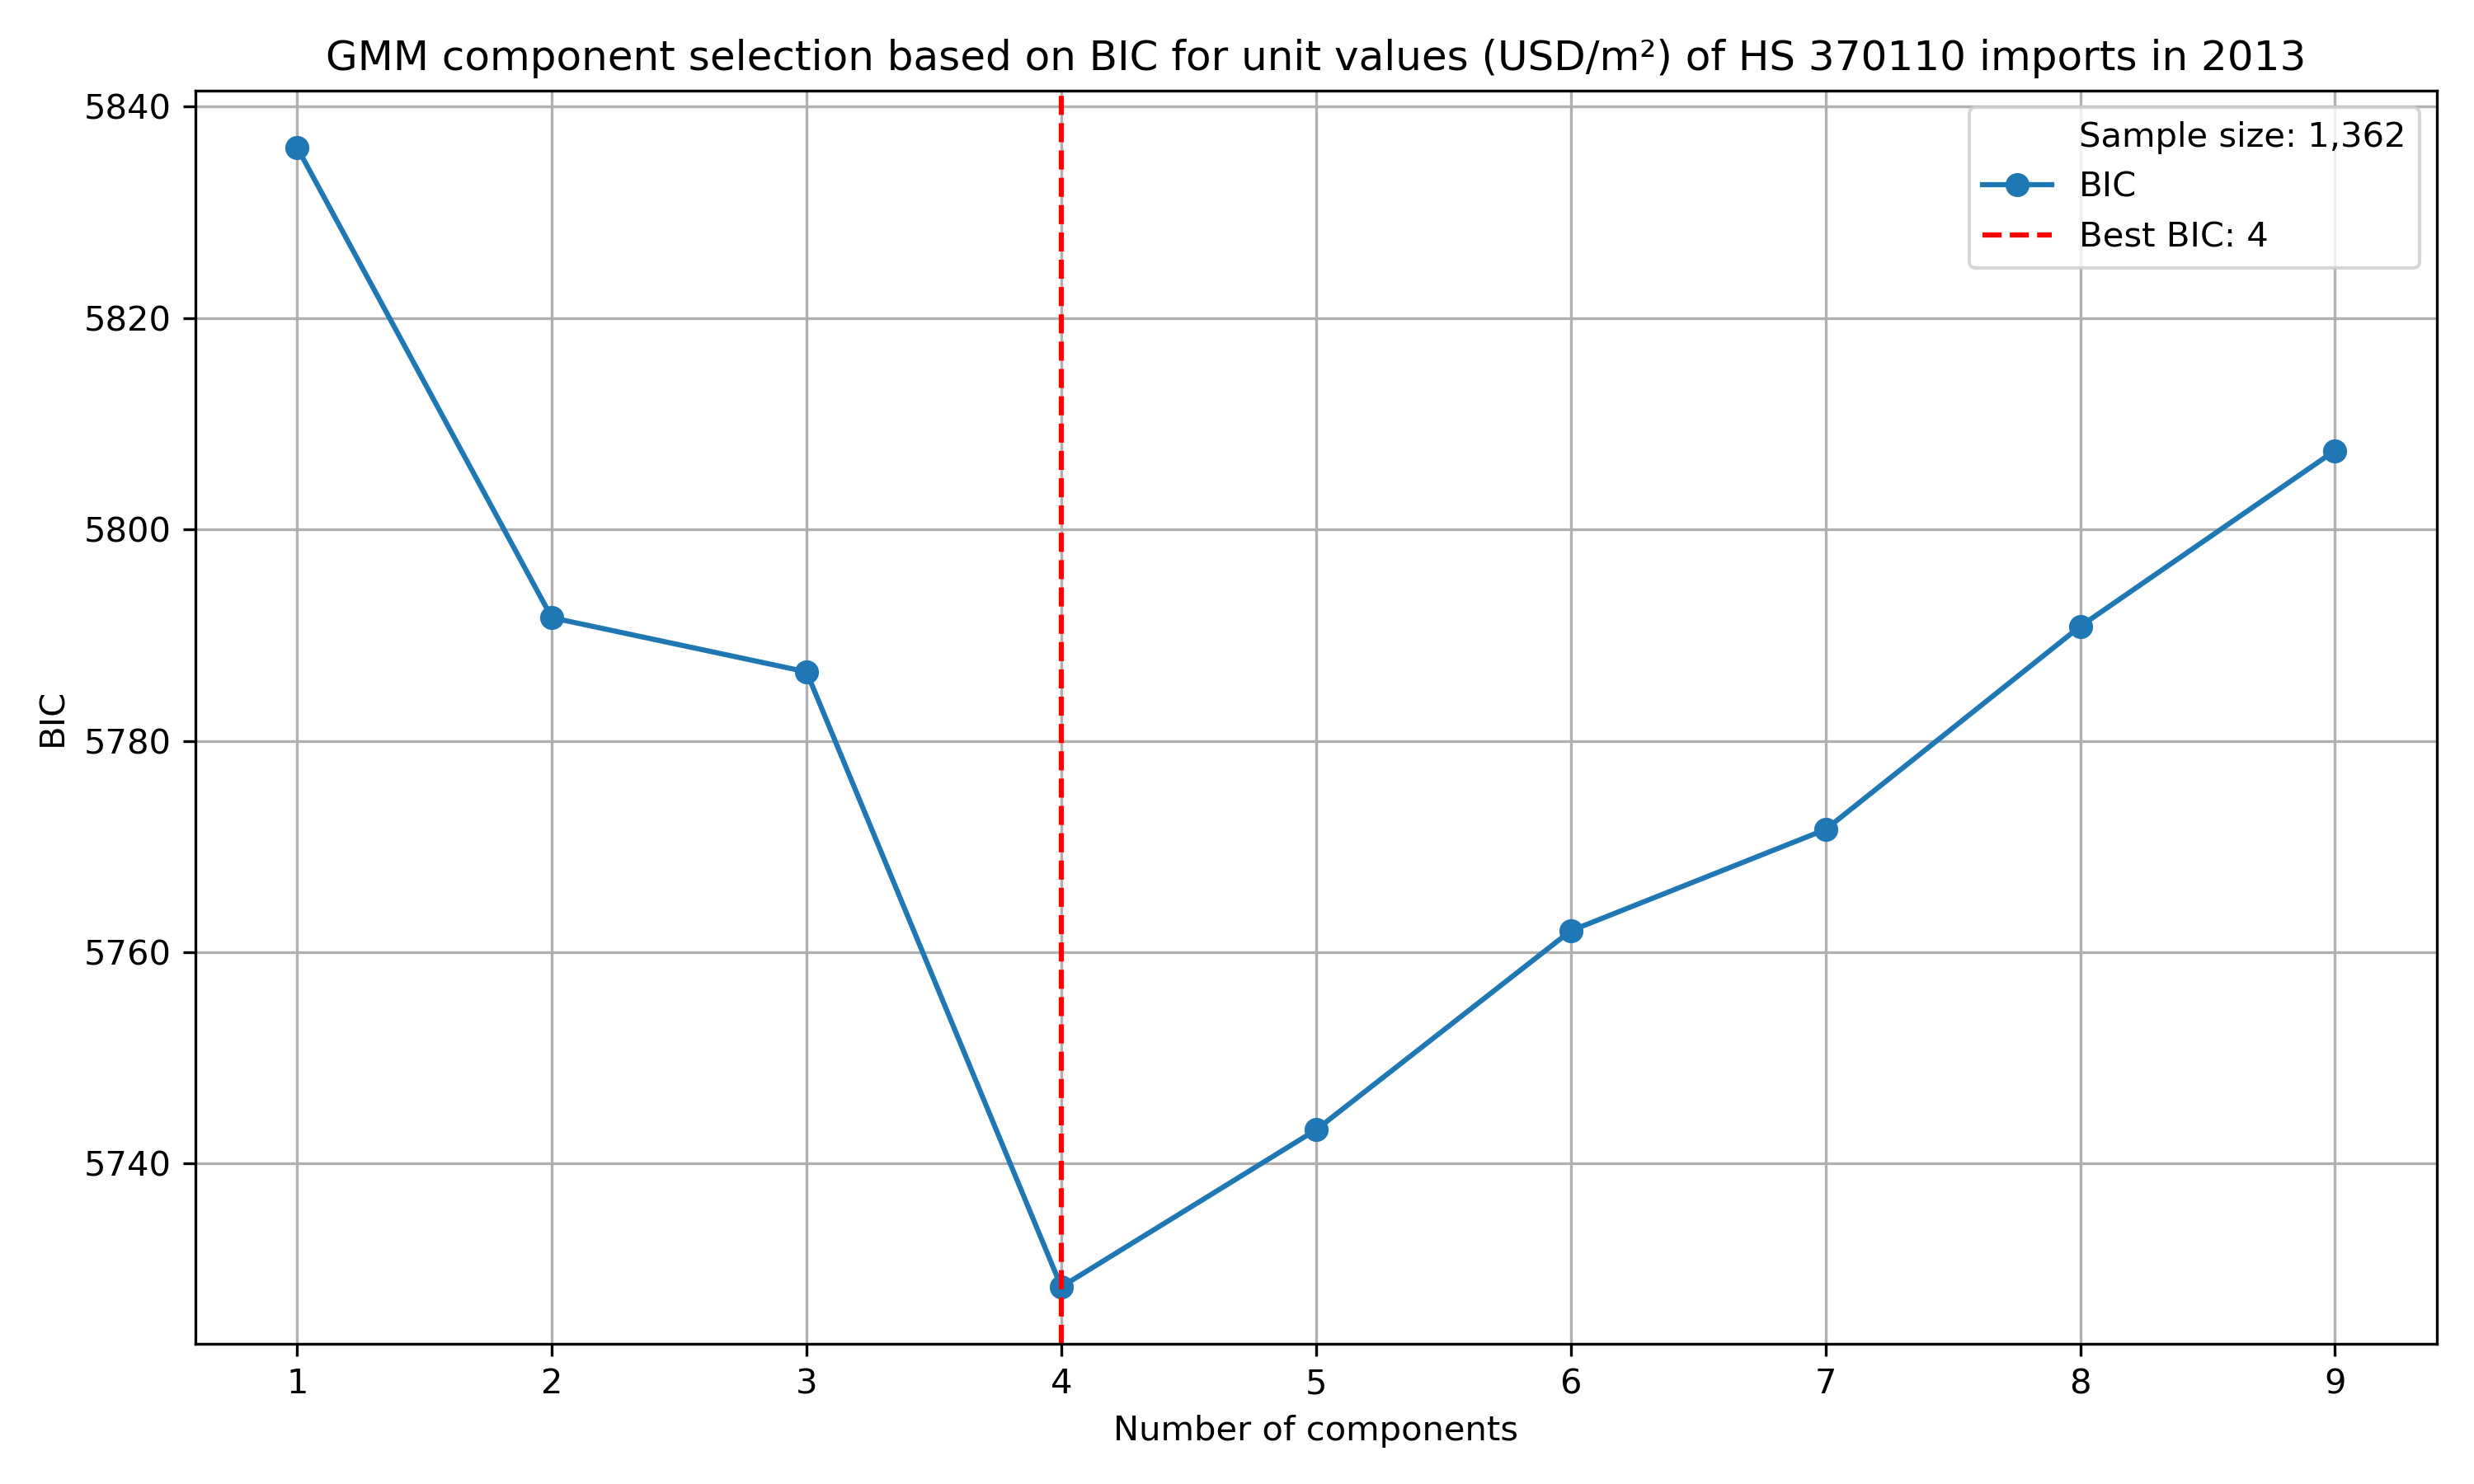 GMM component selection based on BIC for unit values (USD/m²) of HS 370110 imports in 2013
Sample size: 1,362
BIC
Best BIC: 4
5840
5820
5800
5780
5760
5740
BIC
1 2 3 4 5 6 7 8 9
Number of components